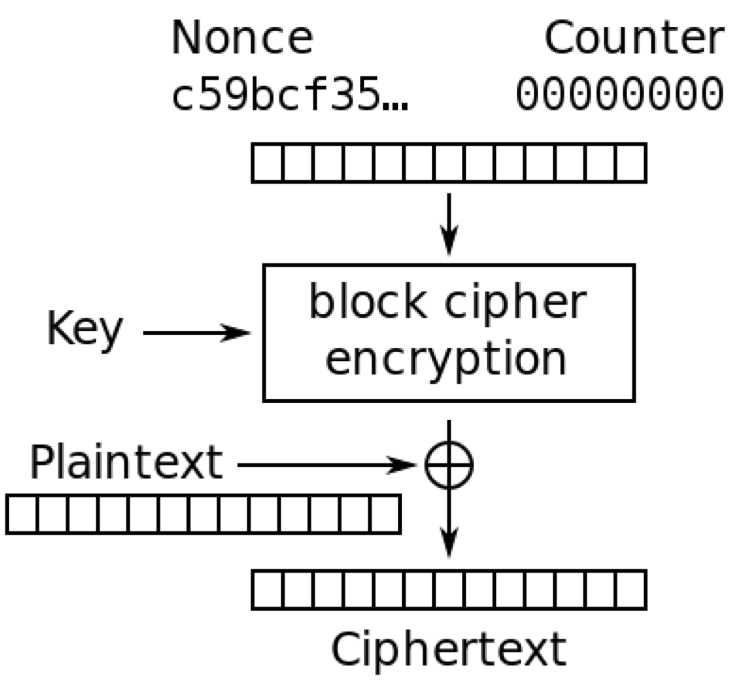 Nonce Counter
c59bcf35… 00000000
block cipher
encryption
Key
Plaintext
Ciphertext